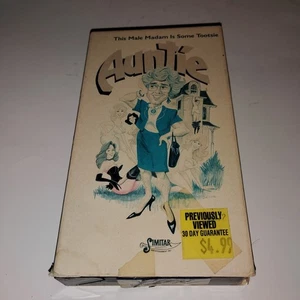 This Male Madam Is Some Tootsie
Auntie
PREVIOUSLY
VIEWED
30 DAY GUARANTEE
$4.99
SIMITAR